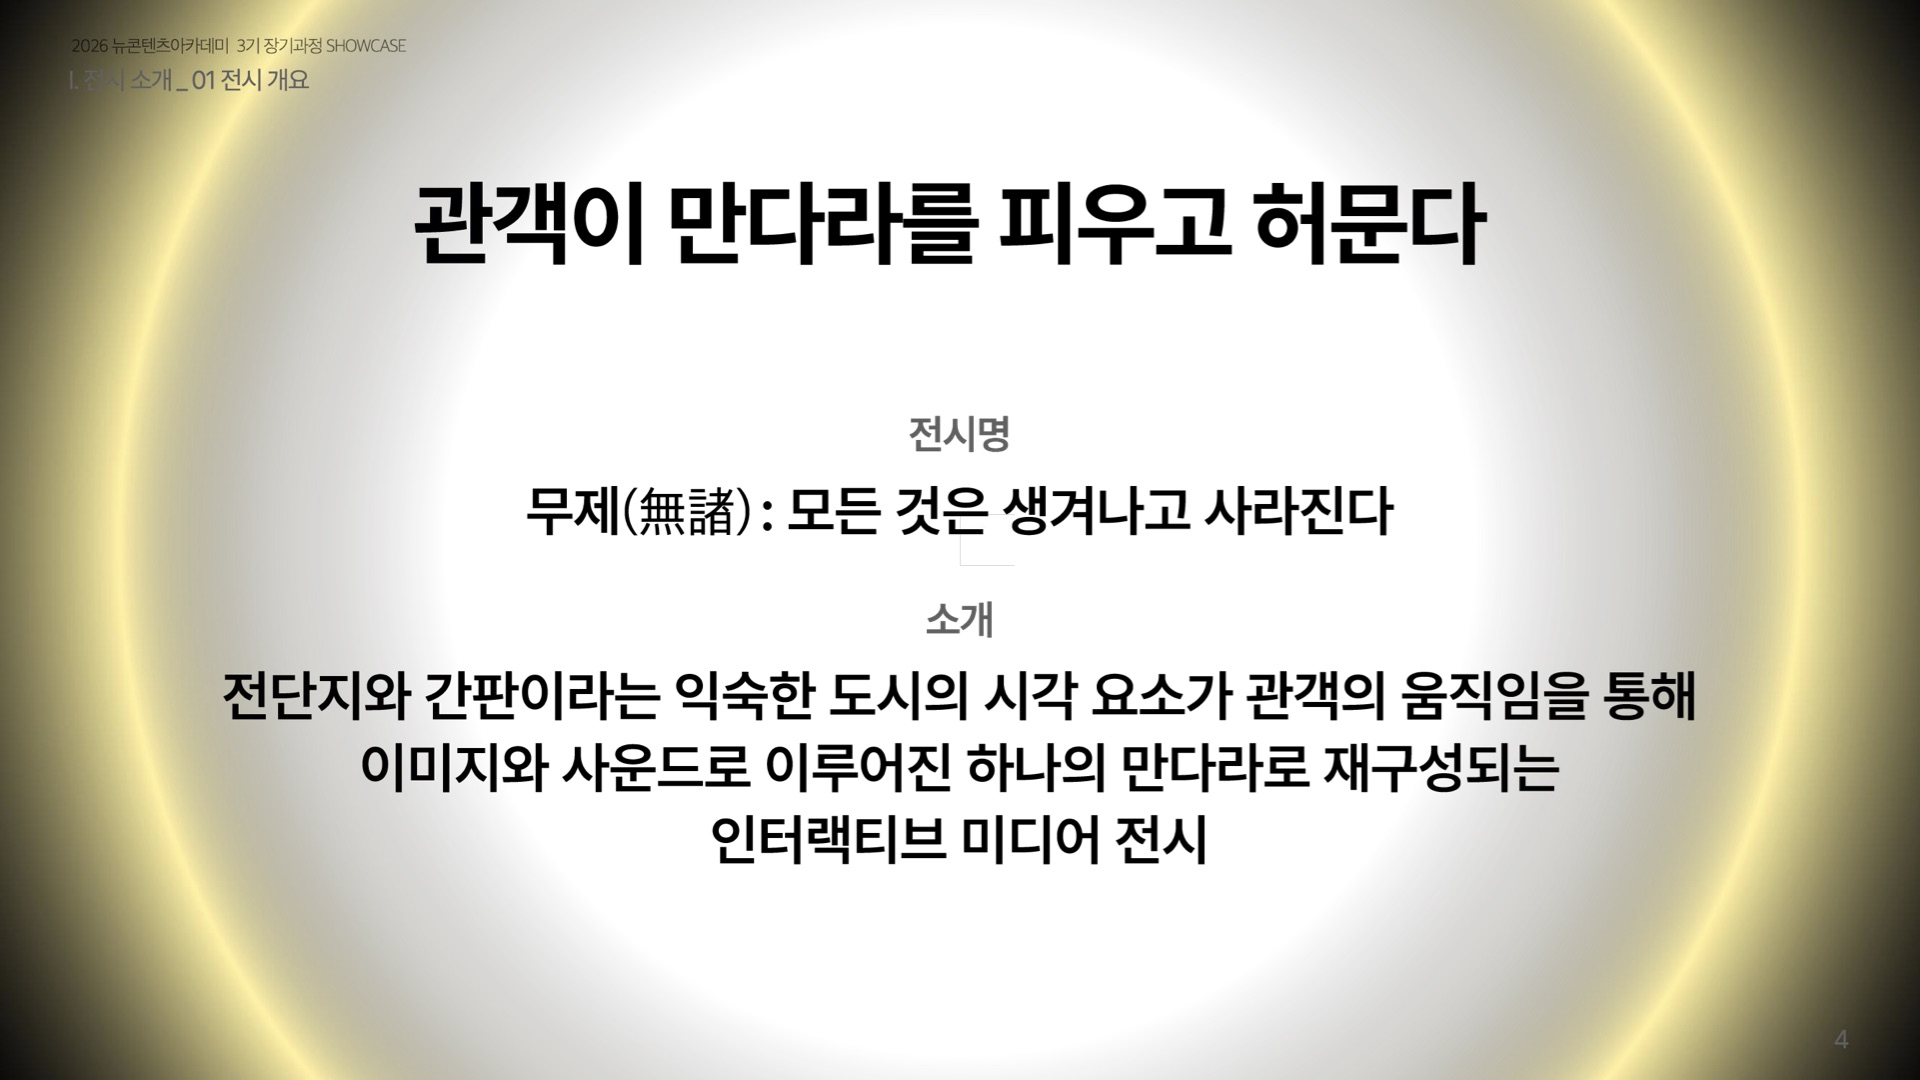 2026 뉴콘텐츠아카데미 3기 장기과정 SHOWCASE
I. 전시 소개 _ 01 전시 개요
관객이 만다라를 피우고 허문다
전시명
무제(無諸) : 모든 것은 생겨나고 사라진다
소개
전단지와 간판이라는 익숙한 도시의 시각 요소가 관객의 움직임을 통해
이미지와 사운드로 이루어진 하나의 만다라로 재구성되는
인터랙티브 미디어 전시
4